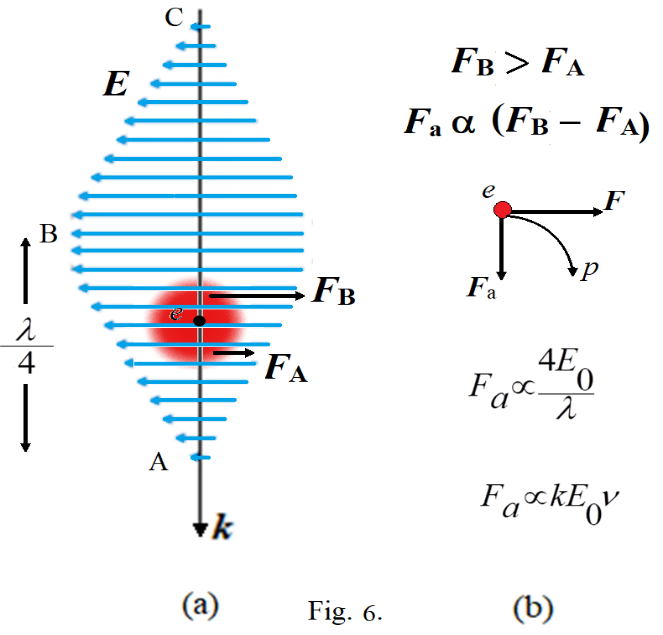 C
E
B
λ/4
e
F_B
F_A
A
k
(a)
F_B > F_A
F_a α (F_B − F_A)
e
F
F_a
p
F_a ∝ 4E_0/λ
F_a ∝ kE_0ν
(b)
Fig. 6.